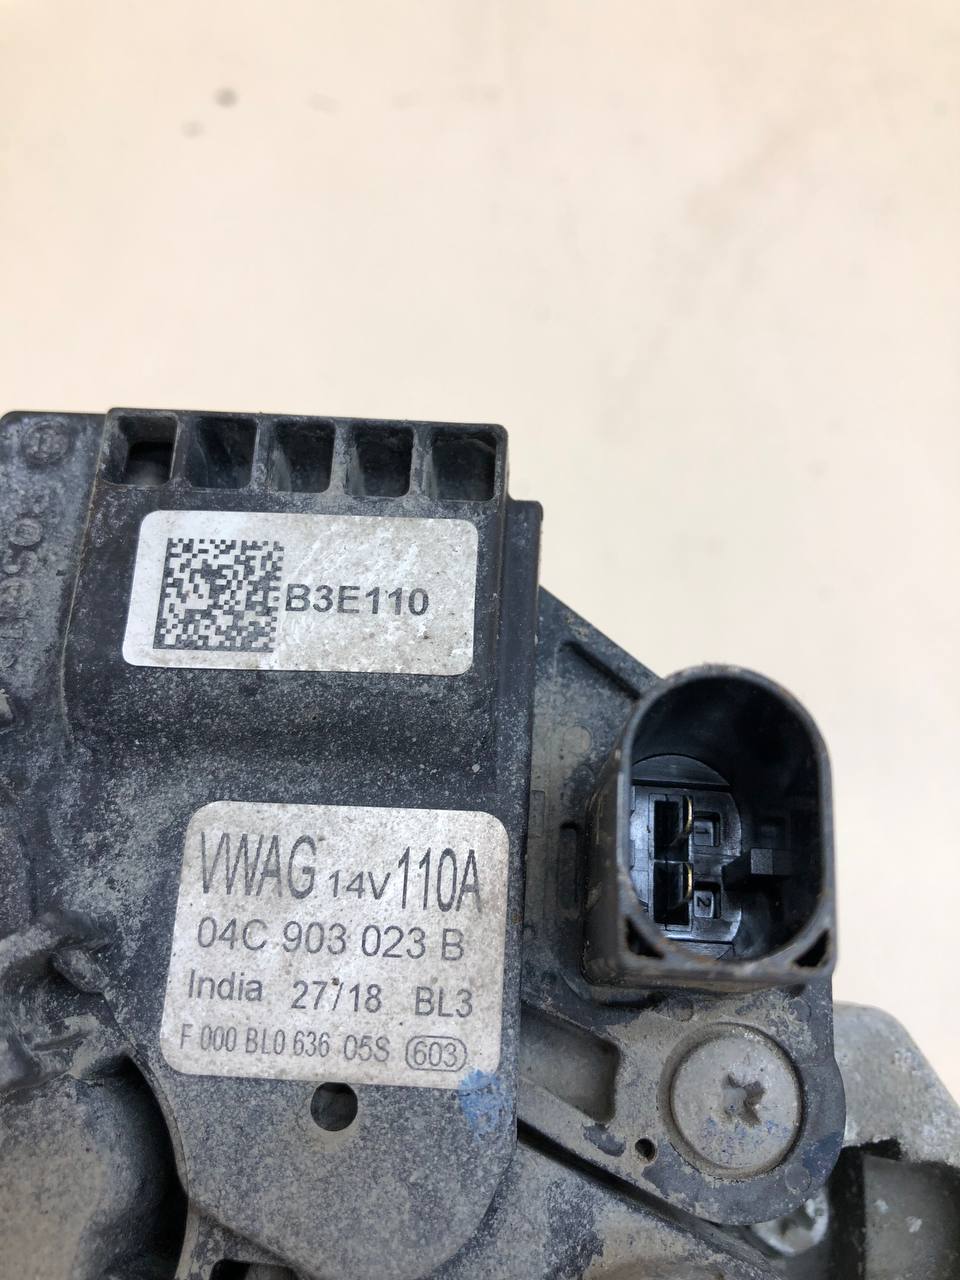 B3E110
VWAG 14V 110A
04C 903 023 B
India 27/18 BL3
F 000 BL0 636 05S 603
1
2